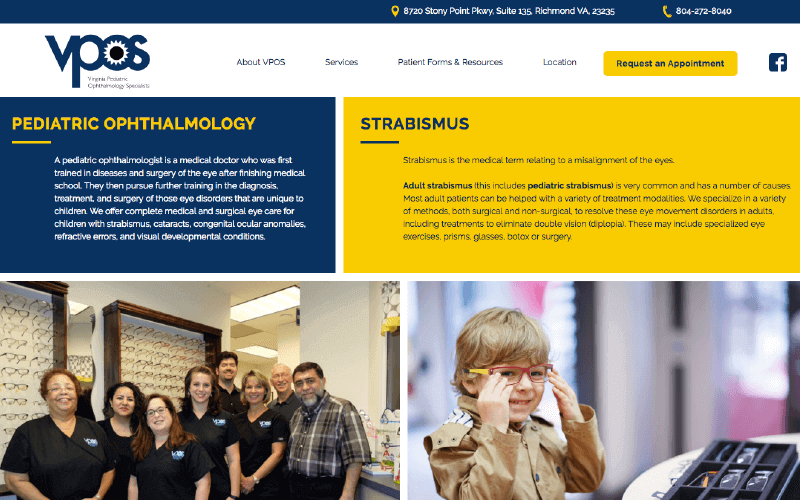 8720 Stony Point Pkwy, Suite 135, Richmond VA, 23235
804-272-8040
VPOS
Virginia Pediatric
Ophthalmology Specialists
About VPOS
Services
Patient Forms & Resources
Location
Request an Appointment
PEDIATRIC OPHTHALMOLOGY
A pediatric ophthalmologist is a medical doctor who was first
trained in diseases and surgery of the eye after finishing medical
school. They then pursue further training in the diagnosis,
treatment, and surgery of those eye disorders that are unique to
children. We offer complete medical and surgical eye care for
children with strabismus, cataracts, congenital ocular anomalies,
refractive errors, and visual developmental conditions.
STRABISMUS
Strabismus is the medical term relating to a misalignment of the eyes.
Adult strabismus (this includes pediatric strabismus) is very common and has a number of causes.
Most adult patients can be helped with a variety of treatment modalities. We specialize in a variety
of methods, both surgical and non-surgical, to resolve these eye movement disorders in adults,
including treatments to eliminate double vision (diplopia). These may include specialized eye
exercises, prisms, glasses, botox or surgery.
VPOS
VPOS
VPOS
VPOS